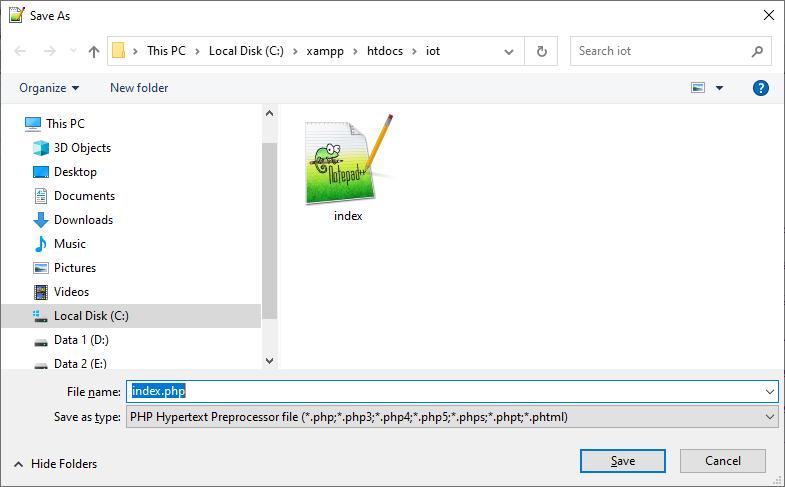 Save As
This PC > Local Disk (C:) > xampp > htdocs > iot
Search iot
Organize
New folder
This PC
3D Objects
Desktop
Documents
Downloads
Music
Pictures
Videos
Local Disk (C:)
Data 1 (D:)
Data 2 (E:)
Notepad++
index
File name: index.php
Save as type: PHP Hypertext Preprocessor file (*.php;*.php3;*.php4;*.php5;*.phps;*.phpt;*.phtml)
Hide Folders
Save
Cancel